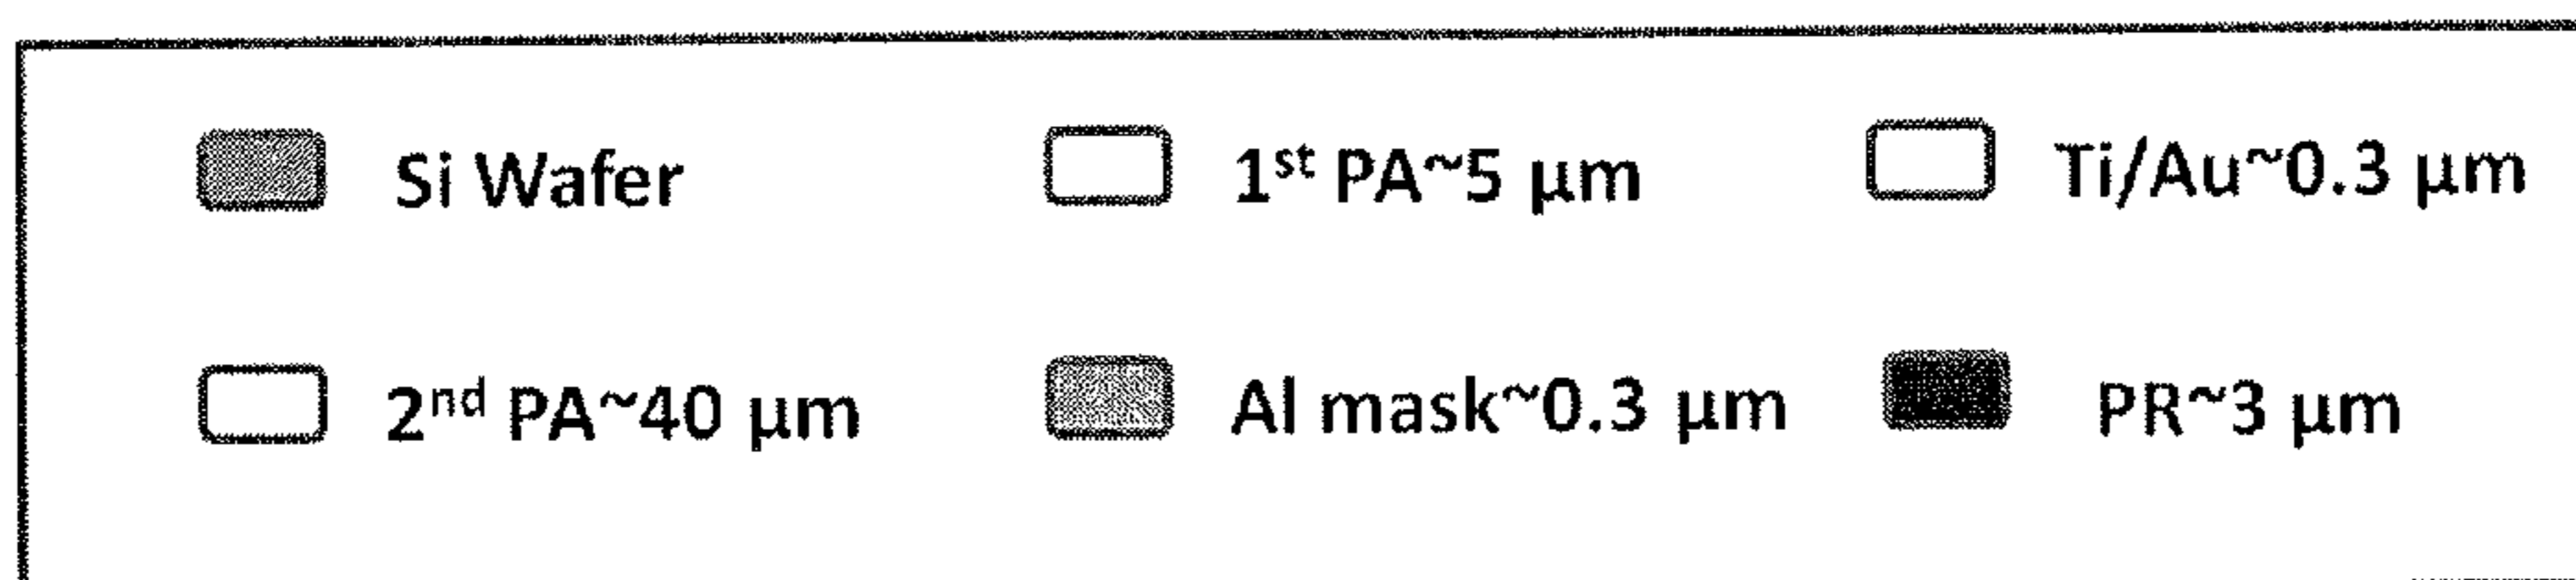 Si Wafer 1st PA~5 µm Ti/Au~0.3 µm
2nd PA~40 µm Al mask~0.3 µm PR~3 µm